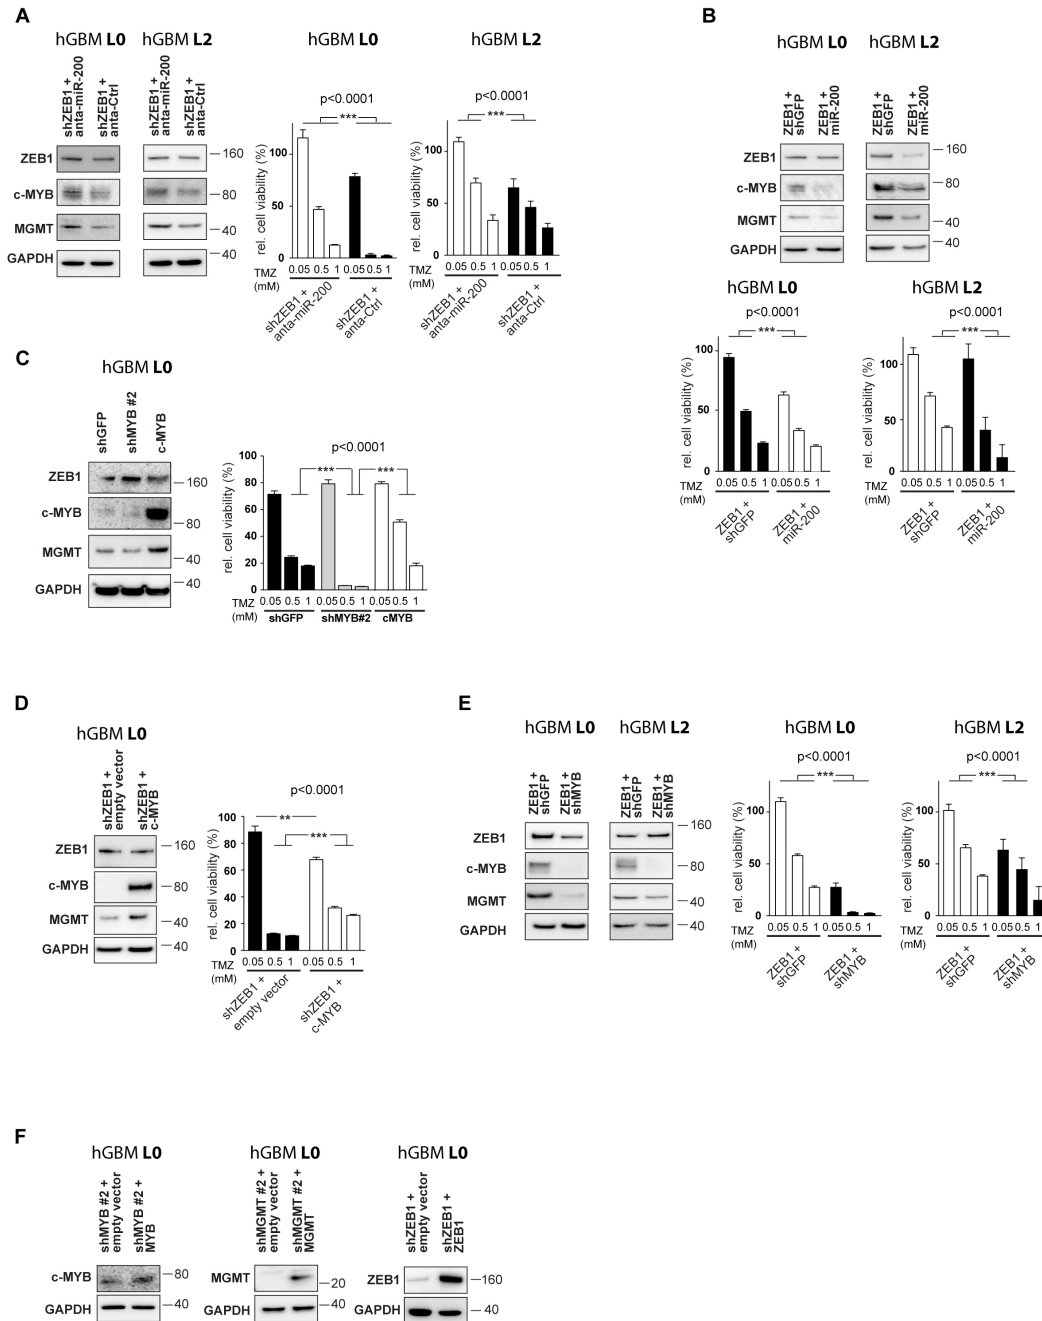 A
hGBM L0
hGBM L2
shZEB1 +
anta-miR-200
shZEB1 +
anta-Ctrl
shZEB1 +
anta-miR-200
shZEB1 +
anta-Ctrl
ZEB1
c-MYB
MGMT
GAPDH
160
80
40
40
hGBM L0
p<0.0001
***
rel. cell viability (%)
100
50
0
TMZ
(mM)
0.05 0.5 1 0.05 0.5 1
shZEB1 +
anta-miR-200
shZEB1 +
anta-Ctrl
hGBM L2
p<0.0001
***
rel. cell viability (%)
100
50
0
TMZ
(mM)
0.05 0.5 1 0.05 0.5 1
shZEB1 +
anta-miR-200
shZEB1 +
anta-Ctrl
B
hGBM L0
hGBM L2
ZEB1+
shGFP
ZEB1+
miR-200
ZEB1+
shGFP
ZEB1+
miR-200
ZEB1
c-MYB
MGMT
GAPDH
160
80
40
40
hGBM L0
p<0.0001
***
rel. cell viability (%)
100
50
0
TMZ
(mM)
0.05 0.5 1 0.05 0.5 1
ZEB1+
shGFP
ZEB1+
miR-200
hGBM L2
p<0.0001
***
rel. cell viability (%)
100
50
0
TMZ
(mM)
0.05 0.5 1 0.05 0.5 1
ZEB1+
shGFP
ZEB1+
miR-200
C
hGBM L0
shGFP
shMYB #2
c-MYB
ZEB1
c-MYB
MGMT
GAPDH
160
80
40
40
p<0.0001
***
***
rel. cell viability (%)
100
80
60
40
20
0
TMZ
(mM)
0.05 0.5 1 0.05 0.5 1 0.05 0.5 1
shGFP
shMYB#2
cMYB
D
hGBM L0
shZEB1 +
empty vector
shZEB1 +
c-MYB
ZEB1
c-MYB
MGMT
GAPDH
160
80
40
40
p<0.0001
**
***
rel. cell viability (%)
100
80
60
40
20
0
TMZ
(mM)
0.05 0.5 1 0.05 0.5 1
shZEB1 +
empty vector
shZEB1 +
c-MYB
E
hGBM L0
hGBM L2
ZEB1+
shGFP
ZEB1+
shMYB
ZEB1+
shGFP
ZEB1+
shMYB
ZEB1
c-MYB
MGMT
GAPDH
160
80
40
40
hGBM L0
p<0.0001
***
rel. cell viability (%)
100
50
0
TMZ
(mM)
0.05 0.5 1 0.05 0.5 1
ZEB1+
shGFP
ZEB1+
shMYB
hGBM L2
p<0.0001
***
rel. cell viability (%)
100
50
0
TMZ
(mM)
0.05 0.5 1 0.05 0.5 1
ZEB1+
shGFP
ZEB1+
shMYB
F
hGBM L0
shMYB #2 +
empty vector
shMYB #2 +
MYB
c-MYB
GAPDH
80
40
hGBM L0
shMGMT #2 +
empty vector
shMGMT #2 +
MGMT
MGMT
GAPDH
20
40
hGBM L0
shZEB1 +
empty vector
shZEB1 +
ZEB1
ZEB1
GAPDH
160
40